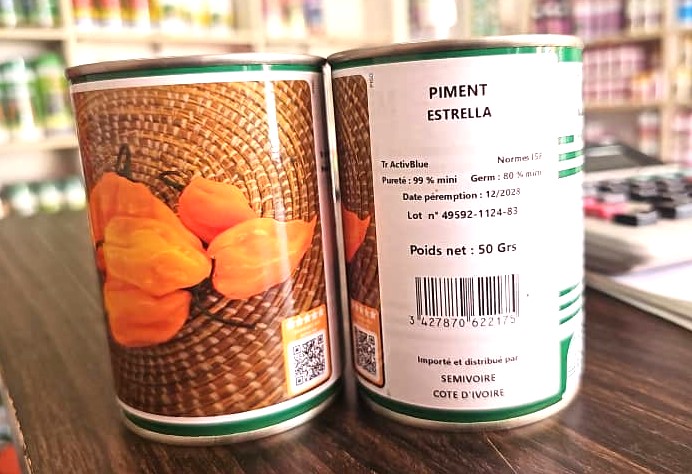 PIMENT
ESTRELLA
Tr ActivBlue Normes ISF
Pureté : 99 % mini Germ : 80 % mini
Date péremption : 12/2028
Lot n° 49592-1124-83
Poids net : 50 Grs
3 427870 622175
Importé et distribué par
SEMIVOIRE
COTE D'IVOIRE